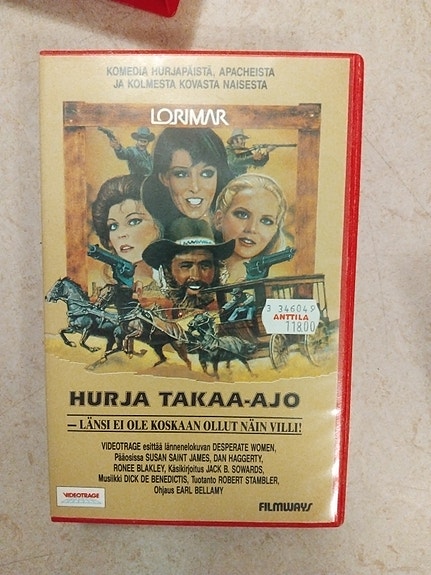 KOMEDIA HURJAPÄISTÄ, APACHEISTA
JA KOLMESTA KOVASTA NAISESTA
LORIMAR
3 346049
ANTTILA
118.00
HURJA TAKAA-AJO
— LÄNSI EI OLE KOSKAAN OLLUT NÄIN VILLI!
VIDEOTRAGE esittää lännenelokuvan DESPERATE WOMEN,
Pääosissa SUSAN SAINT JAMES, DAN HAGGERTY,
RONEE BLAKLEY, Käsikirjoitus JACK B. SOWARDS,
Musiikki DICK DE BENEDICTIS, Tuotanto ROBERT STAMBLER,
Ohjaus EARL BELLAMY
VIDEOTRAGE
FILMWAYS